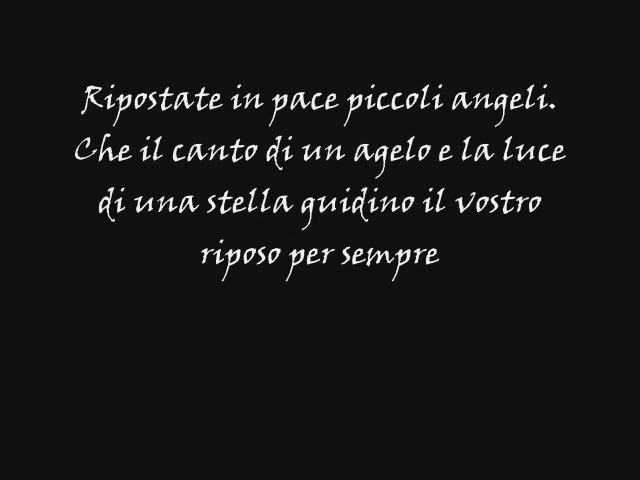 Ripostate in pace piccoli angeli.
Che il canto di un agelo e la luce
di una stella guidino il vostro
riposo per sempre